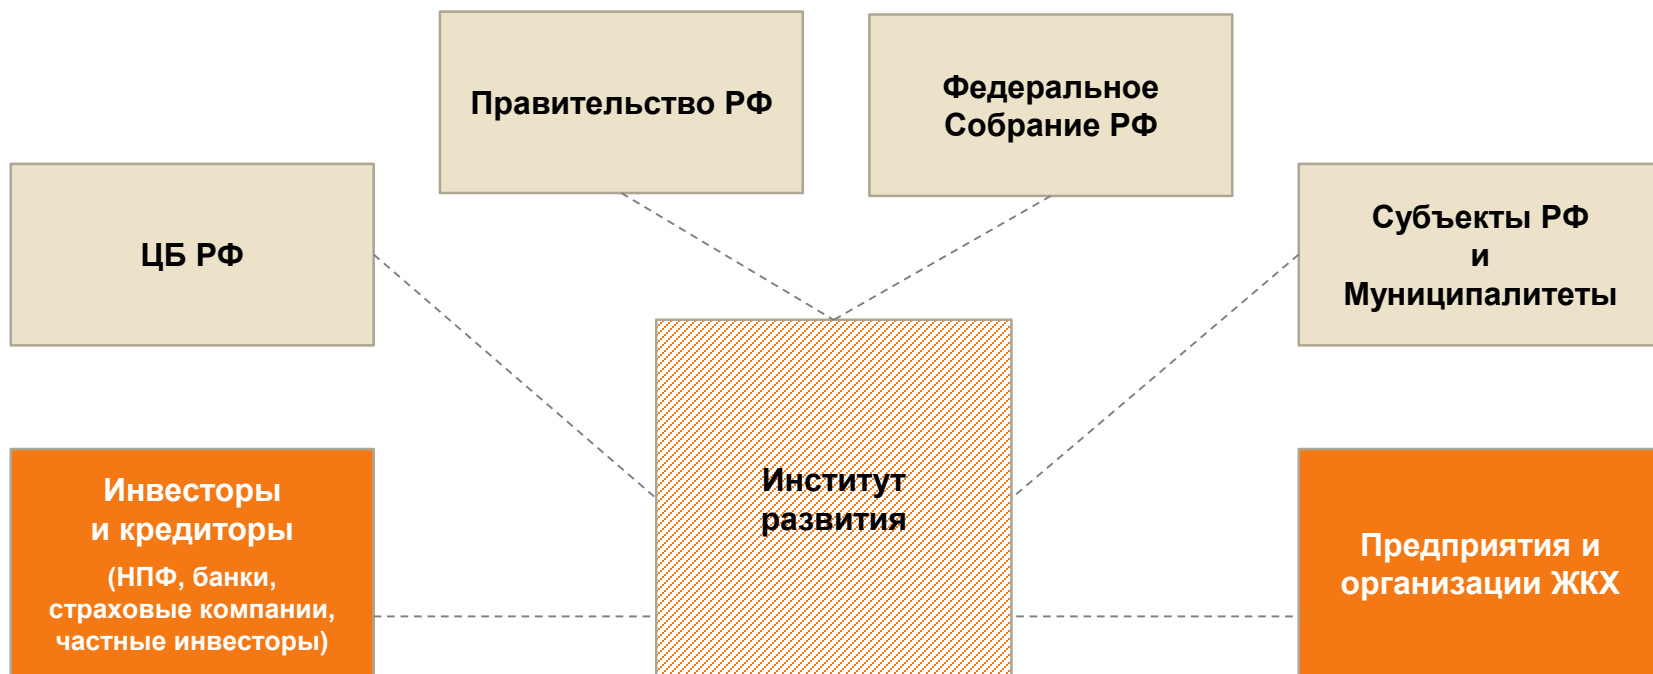 Правительство РФ
Федеральное
Собрание РФ
ЦБ РФ
Субъекты РФ
и
Муниципалитеты
Инвесторы
и кредиторы
(НПФ, банки,
страховые компании,
частные инвесторы)
Институт
развития
Предприятия и
организации ЖКХ